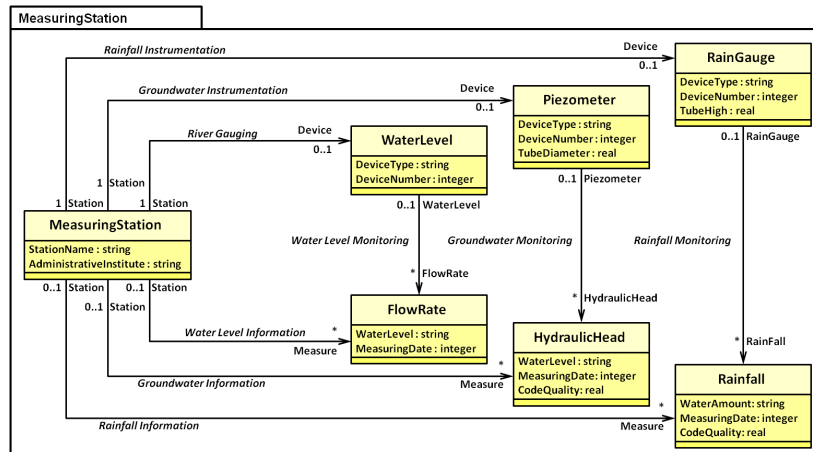 MeasuringStation
Rainfall Instrumentation
Device
0..1
RainGauge
DeviceType : string
DeviceNumber : integer
TubeHigh : real
Groundwater Instrumentation
Device
0..1
Piezometer
DeviceType : string
DeviceNumber : integer
TubeDiameter : real
River Gauging
Device
0..1
WaterLevel
DeviceType : string
DeviceNumber : integer
0..1 RainGauge
0..1 Piezometer
0..1 WaterLevel
1 Station
1 Station
1 Station
MeasuringStation
StationName : string
AdministrativeInstitute : string
Water Level Monitoring
Groundwater Monitoring
Rainfall Monitoring
* FlowRate
* HydraulicHead
* RainFall
0..1 Station
0..1 Station
0..1 Station
FlowRate
WaterLevel : string
MeasuringDate : integer
Water Level Information
*
Measure
HydraulicHead
WaterLevel : string
MeasuringDate: integer
CodeQuality: real
Groundwater Information
*
Measure
Rainfall
WaterAmount: string
MeasuringDate: integer
CodeQuality: real
Rainfall Information
*
Measure